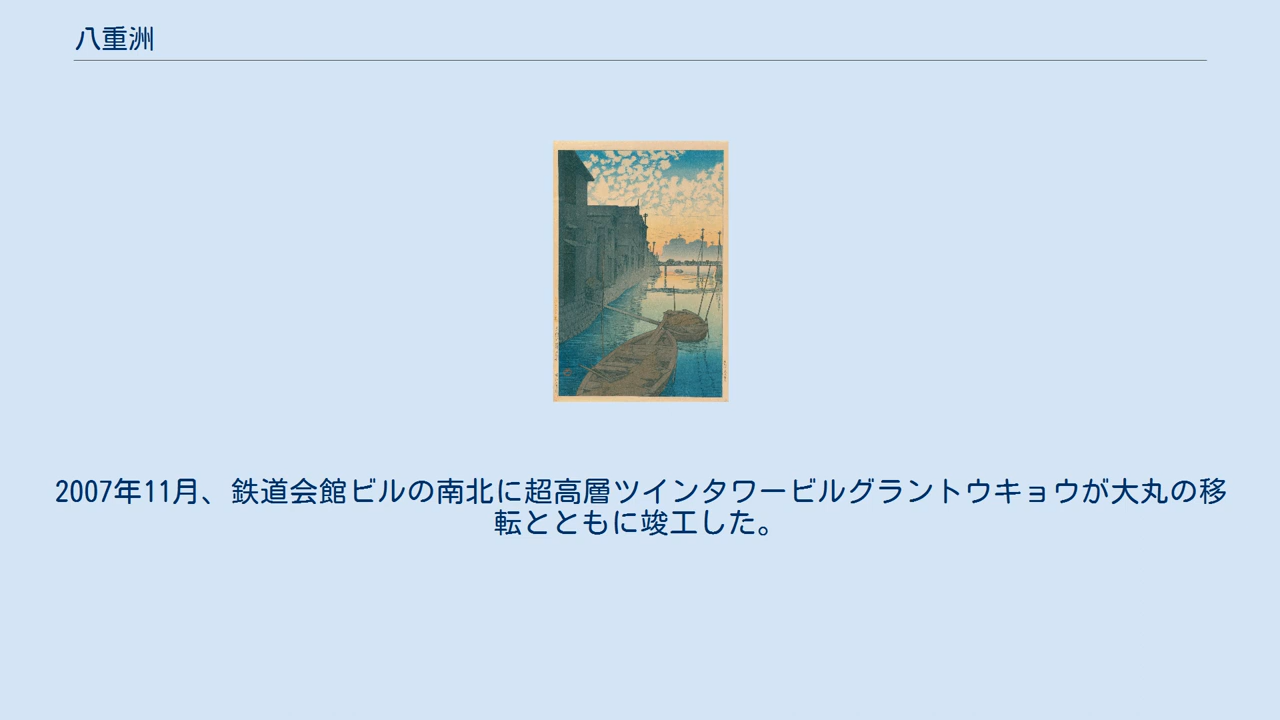 八重洲
2007年11月、鉄道会館ビルの南北に超高層ツインタワービルグラントウキョウが大丸の移
転とともに竣工した。